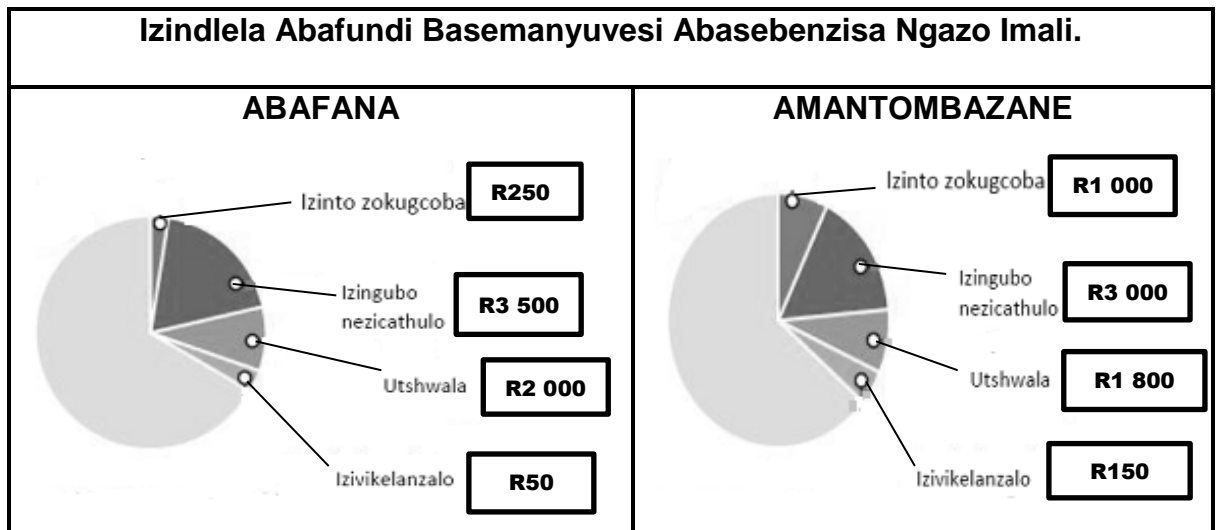 Izindlela Abafundi Basemanyuvesi Abasebenzisa Ngazo Imali.
ABAFANA
Izinto zokugcoba R250
Izingubo
nezicathulo R3 500
Utshwala R2 000
Izivikelanzalo R50
AMANTOMBAZANE
Izinto zokugcoba R1 000
Izingubo
nezicathulo R3 000
Utshwala R1 800
Izivikelanzalo R150